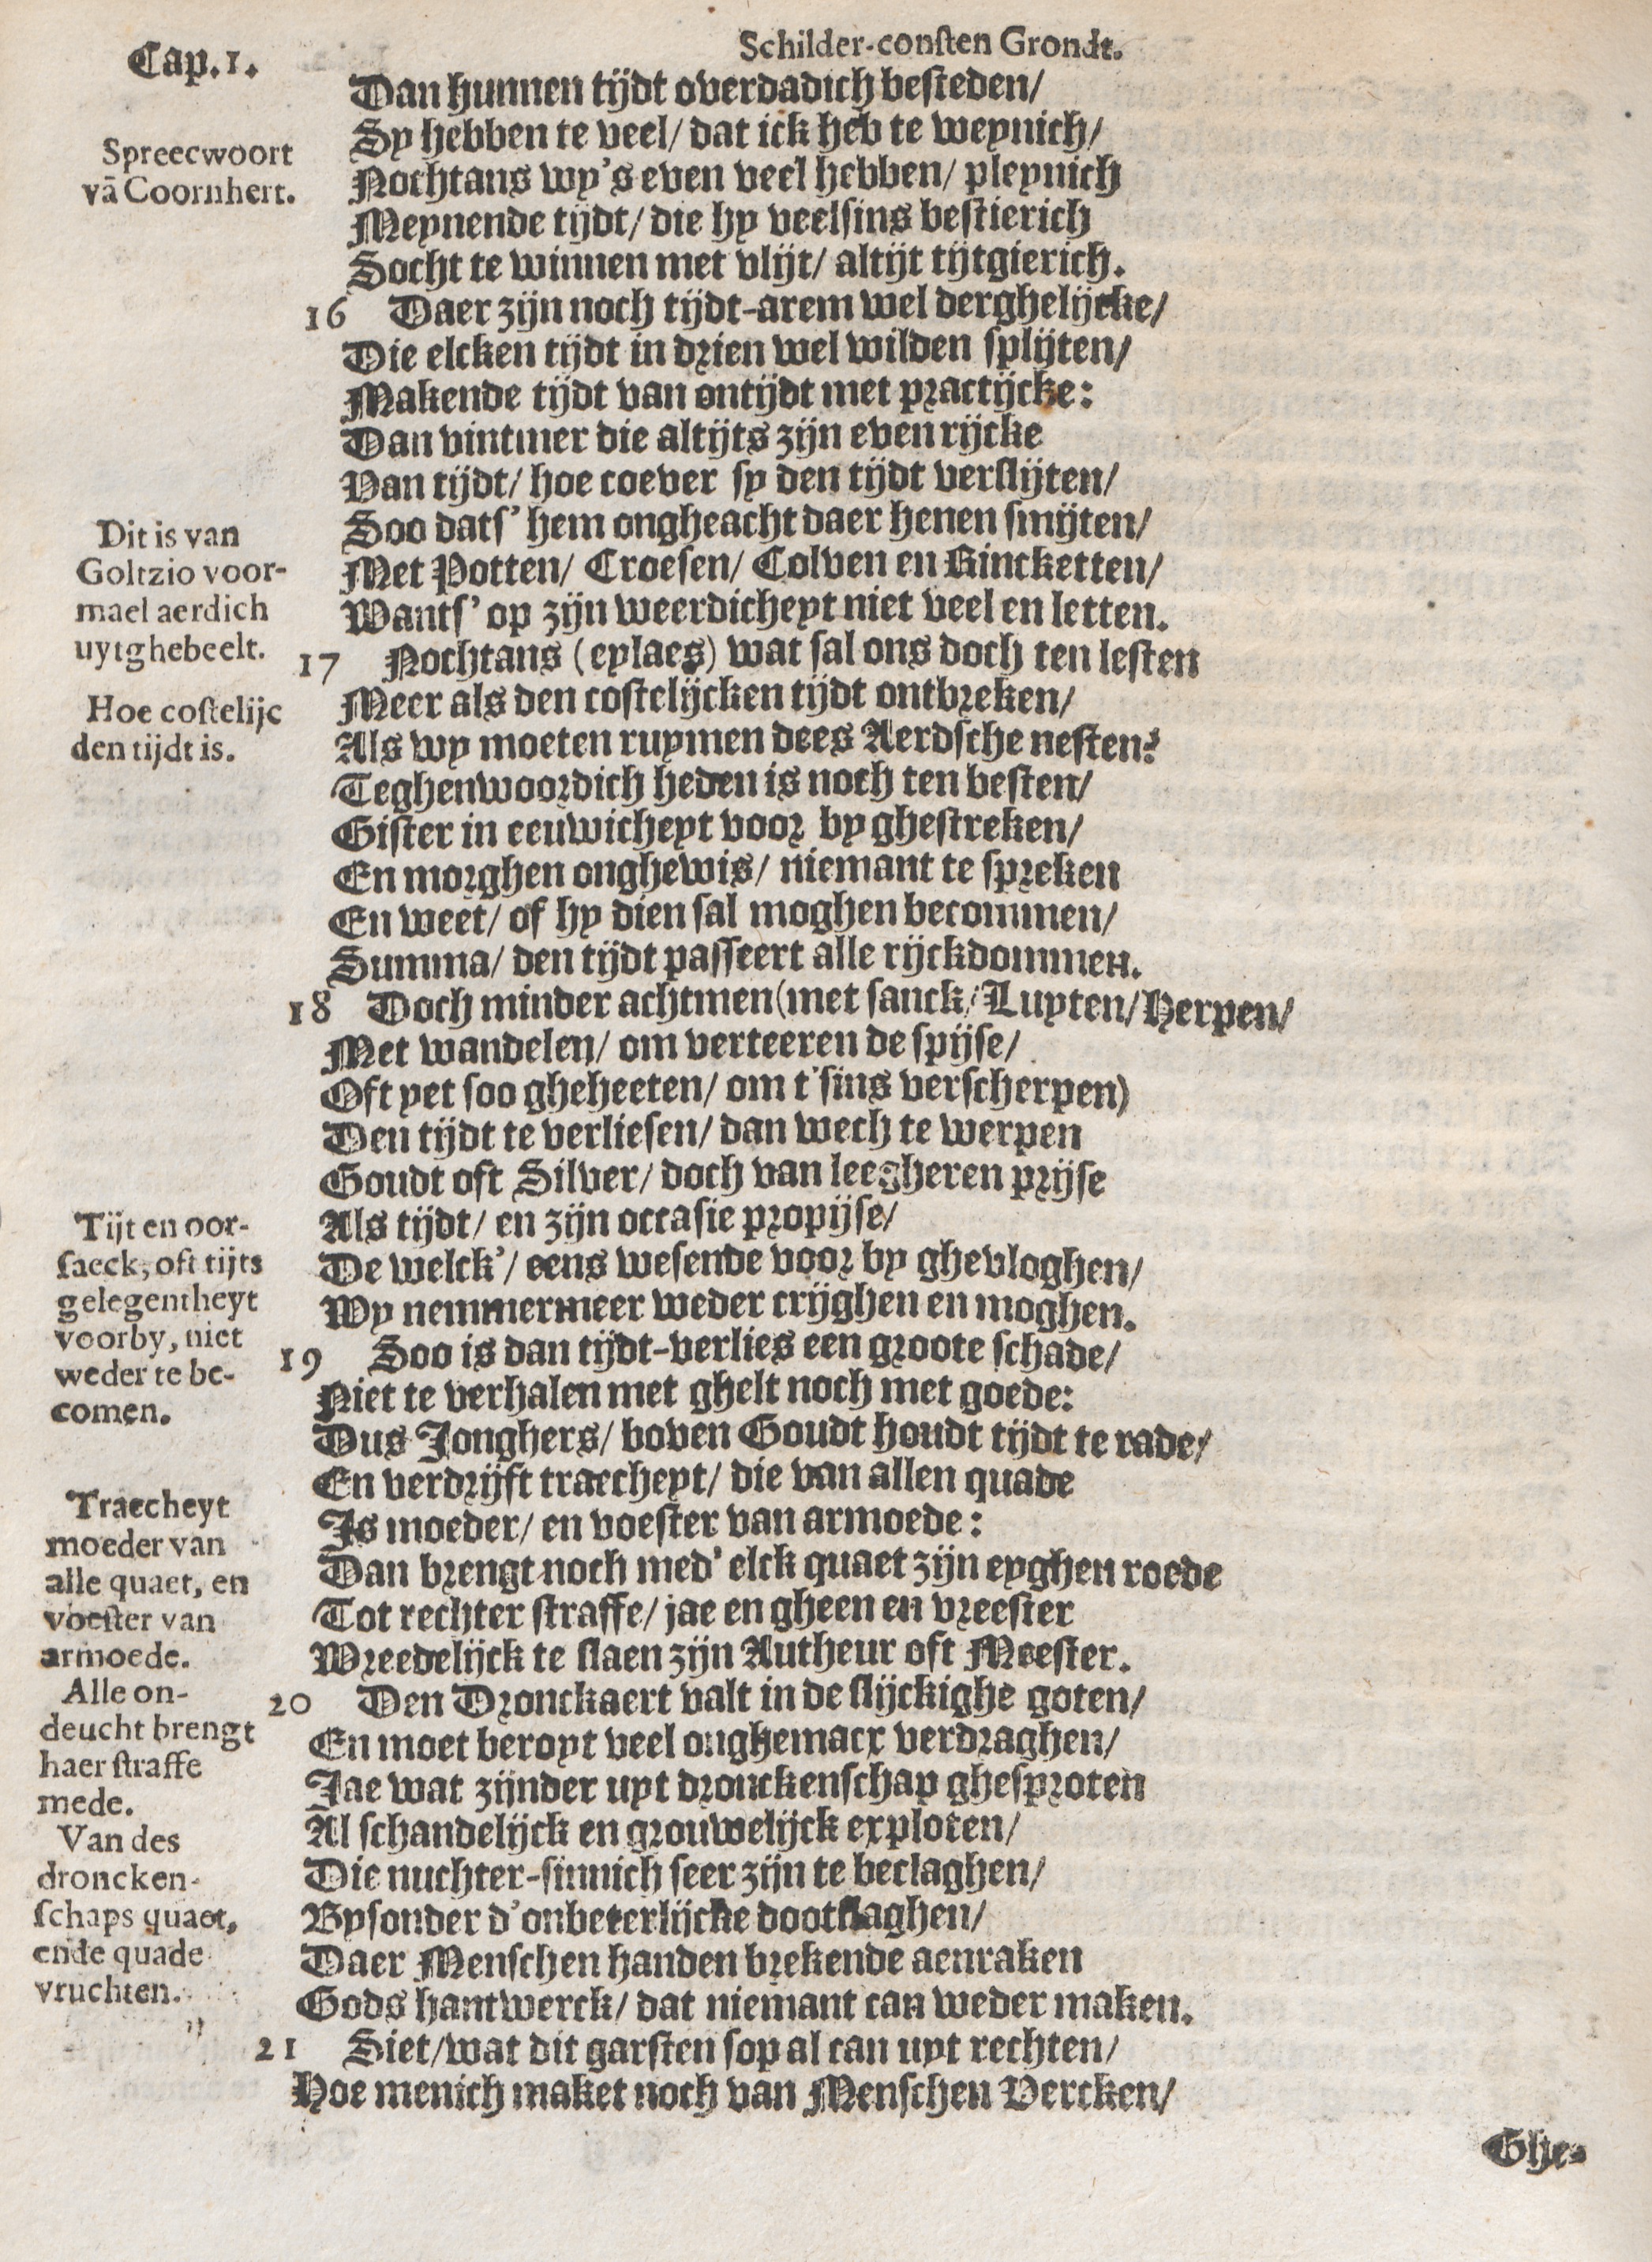 Cap. 1.
Schilder-consten Grondt.
Dan hunnen tijdt overdadich besteden/
Sy hebben te veel/ dat ick heb te weynich/
Nochtans wy's even veel hebben/ pleynich
Meynende tijdt/ die hy veelsins bestierich
Socht te winnen met vlijt/ altijt tijtgierich.
Spreecwoort
vā Coornhert.
16 Daer zijn noch tijdt-arem wel derghelijcke/
Die elcken tijdt in drien wel wilden splijten/
Makende tijdt van ontijdt met practijcke:
Dan vintmer die altijts zijn even rijcke
Van tijdt/ hoe coever sy den tijdt verslijten/
Soo dats' hem ongheacht daer henen smijten/
Met Potten/ Croesen/ Colven en Rincketten/
Wants' op zijn weerdicheyt niet veel en letten.
Dit is van
Goltzio voor-
mael aerdich
uytghebeelt.
17 Nochtans (eylaes) wat sal ons doch ten lesten
Meer als den costelijcken tijdt ontbreken/
Als wy moeten ruymen dees Aerdsche nesten?
Teghenwoordich heden is noch ten besten/
Gister in eeuwicheyt voor by ghestreken/
En morghen onghewis/ niemant te spreken
En weet/ of hy dien sal moghen becommen/
Summa/ den tijdt passeert alle rijckdommen.
Hoe costelijc
den tijdt is.
18 Doch minder achtmen (met sanck/ Luyten/ Herpen/
Met wandelen/ om verteeren de spijse/
Oft yet soo gheheeten/ om t'sins verscherpen)
Den tijdt te verliesen/ dan wech te werpen
Goudt oft Silver/ doch van leegheren prijse
Als tijdt/ en zijn occasie propijse/
De welck'/ eens wesende voor by ghevloghen/
Wy nemmermeer weder crijghen en moghen.
Tijt en oor-
saeck, oft tijts
gelegentheyt
voorby, niet
weder te be-
comen.
19 Soo is dan tijdt-verlies een groote schade/
Niet te verhalen met ghelt noch met goede:
Dus Jonghers/ boven Goudt houdt tijdt te rade/
En verdrijft traecheyt/ die van allen quade
Is moeder/ en voester van armoede:
Dan brengt noch med' elck quaet zijn eyghen roede
Tot rechter straffe/ jae en gheen en vreester
Wreedelijck te slaen zijn Autheur oft Meester.
Traecheyt
moeder van
alle quaet, en
voester van
armoede.
20 Den Dronckaert valt in de slijckighe goten/
En moet beroyt veel onghemacx verdraghen/
Jae wat zijnder uyt dronckenschap ghesproten
Al schandelijck en grouwelijck exploten/
Die nuchter-sinnich seer zijn te beclaghen/
Bysonder d'onbeterlijcke dootslaghen/
Daer Menschen handen brekende aenraken
Gods hantwerck/ dat niemant can weder maken.
Alle on-
deucht brengt
haer straffe
mede.
Van des
droncken-
schaps quaet,
ende quade
vruchten.
21 Siet/ wat dit garsten sop al can uyt rechten/
Hoe menich maket noch van Menschen Vercken/
Ghe-